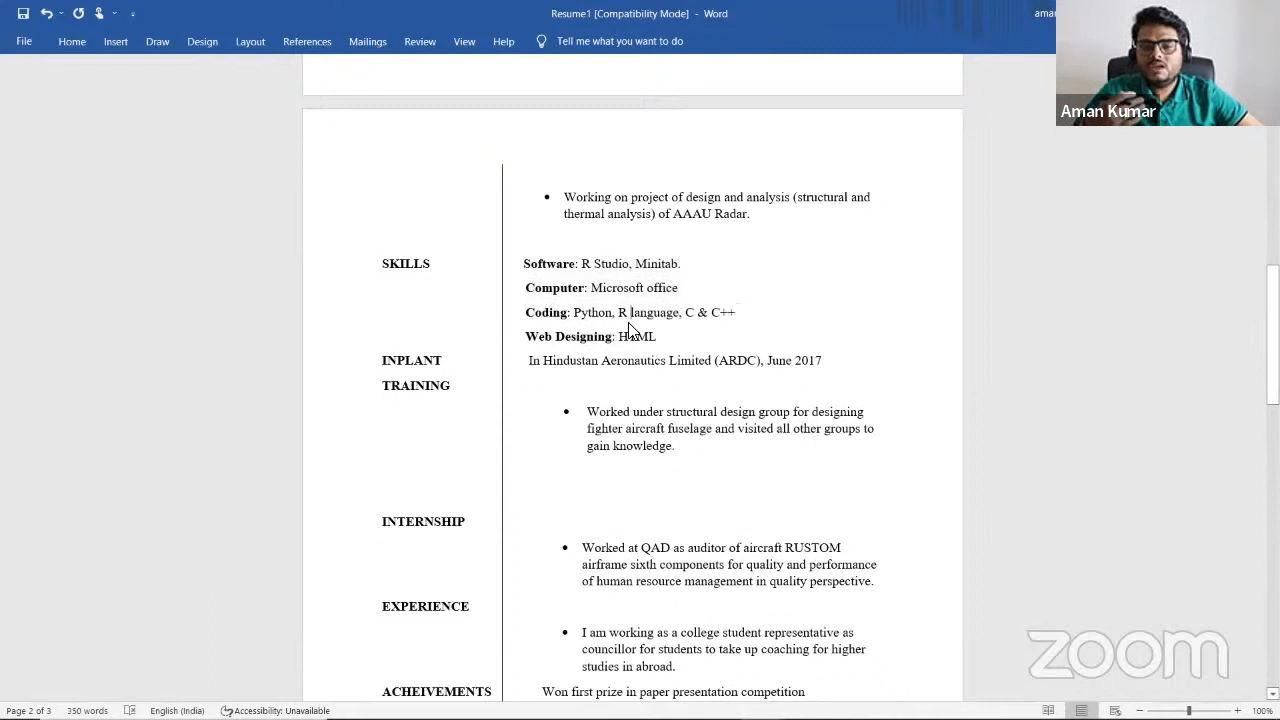 Resume1 [Compatibility Mode] - Word
File Home Insert Draw Design Layout References Mailings Review View Help Tell me what you want to do
Aman Kumar
• Working on project of design and analysis (structural and
thermal analysis) of AAAU Radar.
SKILLS Software: R Studio, Minitab.
Computer: Microsoft office
Coding: Python, R language, C & C++
Web Designing: HTML
INPLANT In Hindustan Aeronautics Limited (ARDC), June 2017
TRAINING
• Worked under structural design group for designing
fighter aircraft fuselage and visited all other groups to
gain knowledge.
INTERNSHIP
• Worked at QAD as auditor of aircraft RUSTOM
airframe sixth components for quality and performance
of human resource management in quality perspective.
EXPERIENCE
• I am working as a college student representative as
councillor for students to take up coaching for higher
studies in abroad.
ACHEIVEMENTS Won first prize in paper presentation competition
zoom
Page 2 of 3 350 words English (India) Accessibility: Unavailable 100%